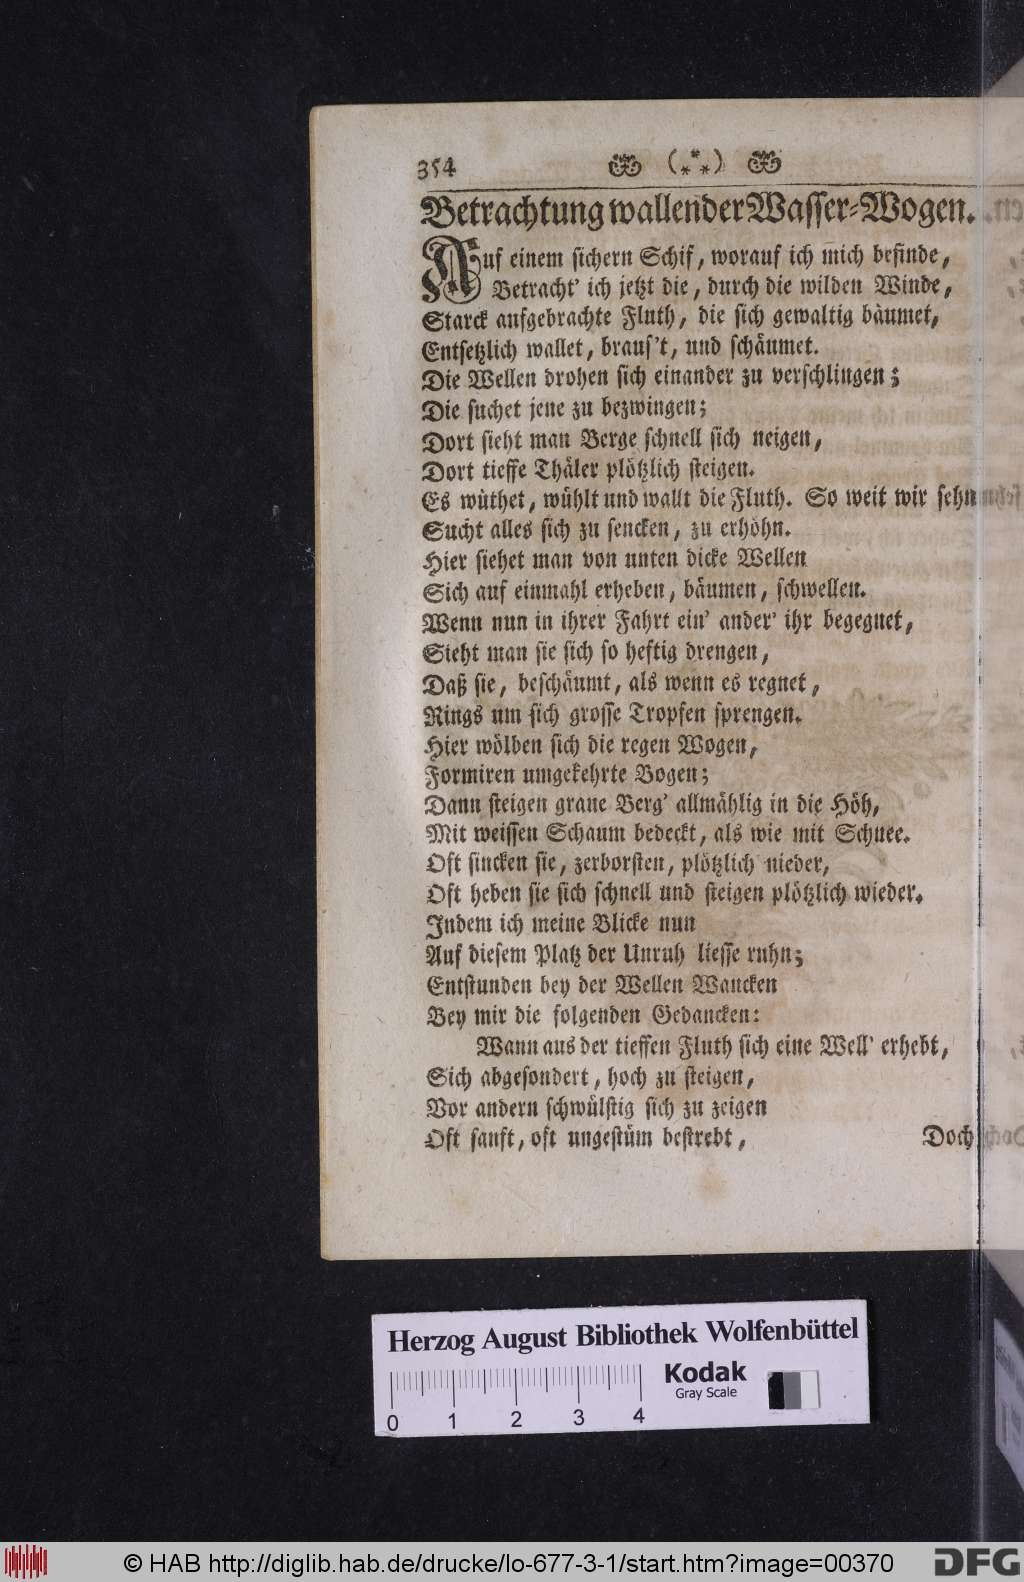 354 (***)
Betrachtung wallender Wasser-Wogen.
Auf einem sichern Schif, worauf ich mich befinde,
Betracht' ich jetzt die, durch die wilden Winde,
Starck aufgebrachte Fluth, die sich gewaltig bäumet,
Entsetzlich wallet, braus't, und schäumet.
Die Wellen drohen sich einander zu verschlingen;
Die suchet jene zu bezwingen;
Dort sieht man Berge schnell sich neigen,
Dort tieffe Thäler plötzlich steigen.
Es wüthet, wühlt und wallt die Fluth. So weit wir sehn
Sucht alles sich zu sencken, zu erhöhn.
Hier siehet man von unten dicke Wellen
Sich auf einmahl erheben, bäumen, schwellen.
Wenn nun in ihrer Fahrt ein' ander' ihr begegnet,
Sieht man sie sich so heftig drengen,
Daß sie, beschäumt, als wenn es regnet,
Rings um sich grosse Tropfen sprengen.
Hier wölben sich die regen Wogen,
Formiren umgekehrte Bogen;
Dann steigen graue Berg' allmählig in die Höh,
Mit weissen Schaum bedeckt, als wie mit Schnee.
Oft sincken sie, zerborsten, plötzlich nieder,
Oft heben sie sich schnell und steigen plötzlich wieder.
Indem ich meine Blicke nun
Auf diesem Platz der Unruh liesse ruhn;
Entstunden bey der Wellen Wancken
Bey mir die folgenden Gedancken:
Wann aus der tieffen Fluth sich eine Well' erhebt,
Sich abgesondert, hoch zu steigen,
Vor andern schwülstig sich zu zeigen
Oft sanft, oft ungestüm bestrebt,
Doch
Herzog August Bibliothek Wolfenbüttel
Kodak
Gray Scale
0 1 2 3 4
© HAB http://diglib.hab.de/drucke/lo-677-3-1/start.htm?image=00370
DFG